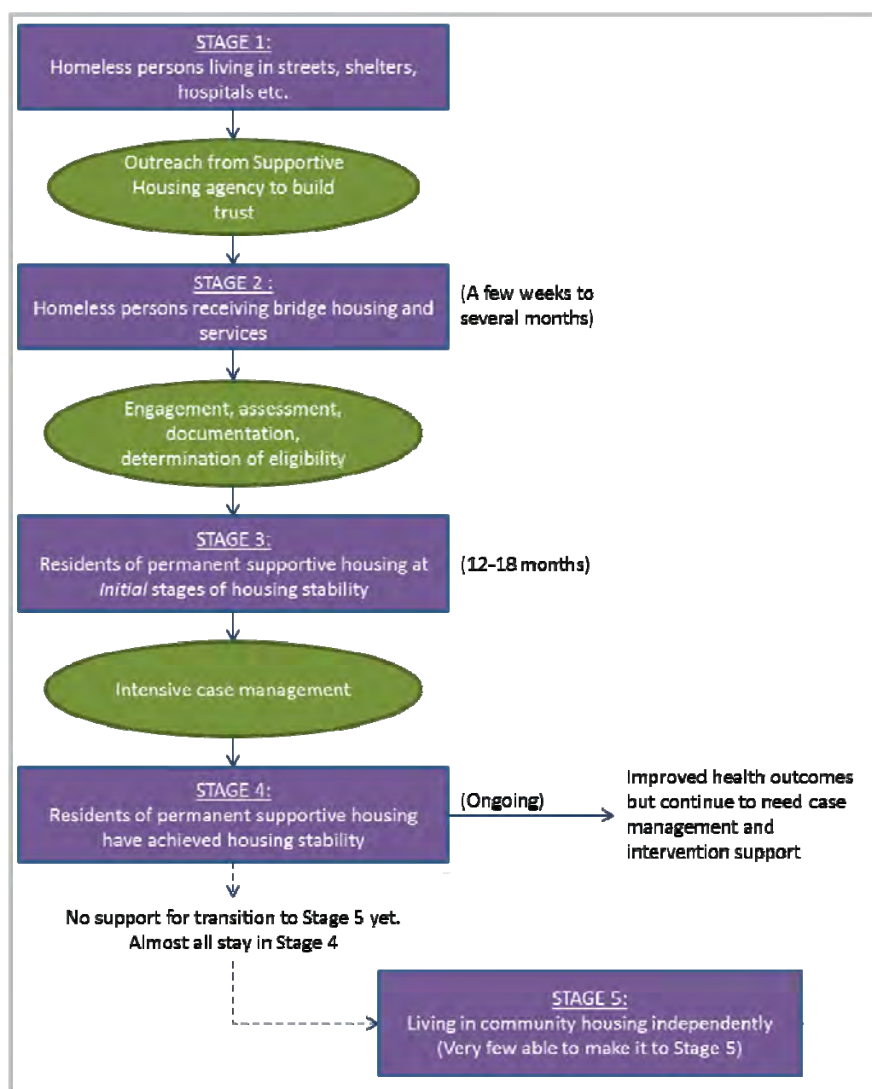 STAGE 1:
Homeless persons living in streets, shelters,
hospitals etc.
Outreach from Supportive
Housing agency to build
trust
STAGE 2 :
Homeless persons receiving bridge housing and
services
(A few weeks to
several months)
Engagement, assessment,
documentation,
determination of eligibility
STAGE 3:
Residents of permanent supportive housing at
Initial stages of housing stability
(12–18 months)
Intensive case management
STAGE 4:
Residents of permanent supportive housing
have achieved housing stability
(Ongoing)
Improved health outcomes
but continue to need case
management and
intervention support
No support for transition to Stage 5 yet.
Almost all stay in Stage 4
STAGE 5:
Living in community housing independently
(Very few able to make it to Stage 5)